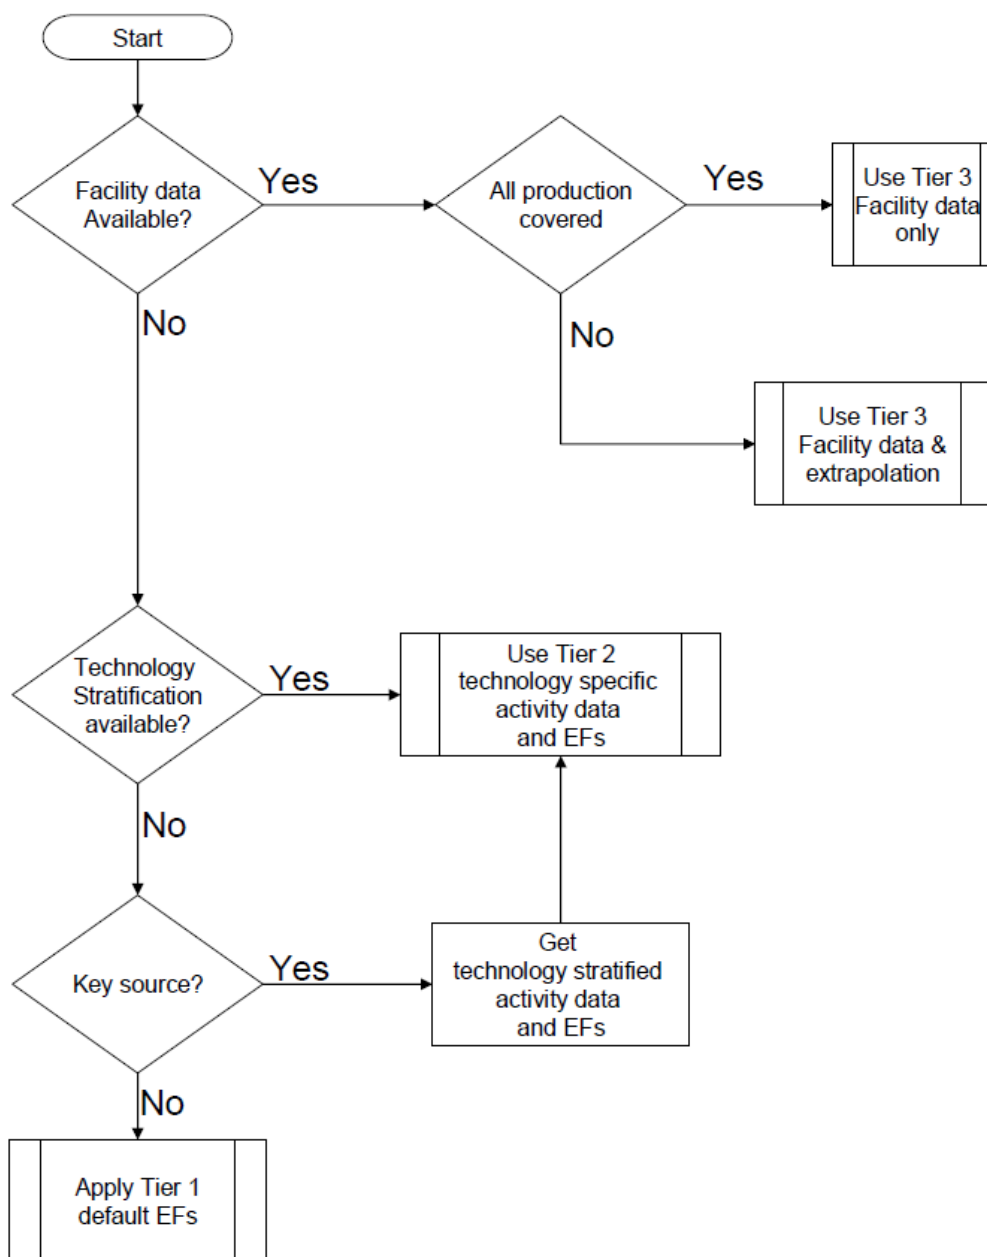 Start
Facility data
Available?
Yes
All production
covered
Yes
Use Tier 3
Facility data
only
No
No
Use Tier 3
Facility data &
extrapolation
Technology
Stratification
available?
Yes
Use Tier 2
technology specific
activity data
and EFs
No
Key source?
Yes
Get
technology stratified
activity data
and EFs
No
Apply Tier 1
default EFs